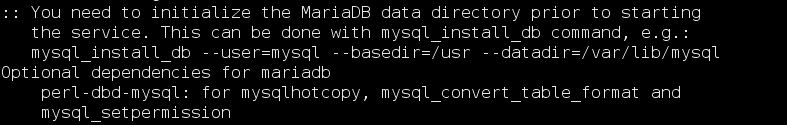 :: You need to initialize the MariaDB data directory prior to starting
the service. This can be done with mysql_install_db command, e.g.:
mysql_install_db --user=mysql --basedir=/usr --datadir=/var/lib/mysql
Optional dependencies for mariadb
perl-dbd-mysql: for mysqlhotcopy, mysql_convert_table_format and
mysql_setpermission